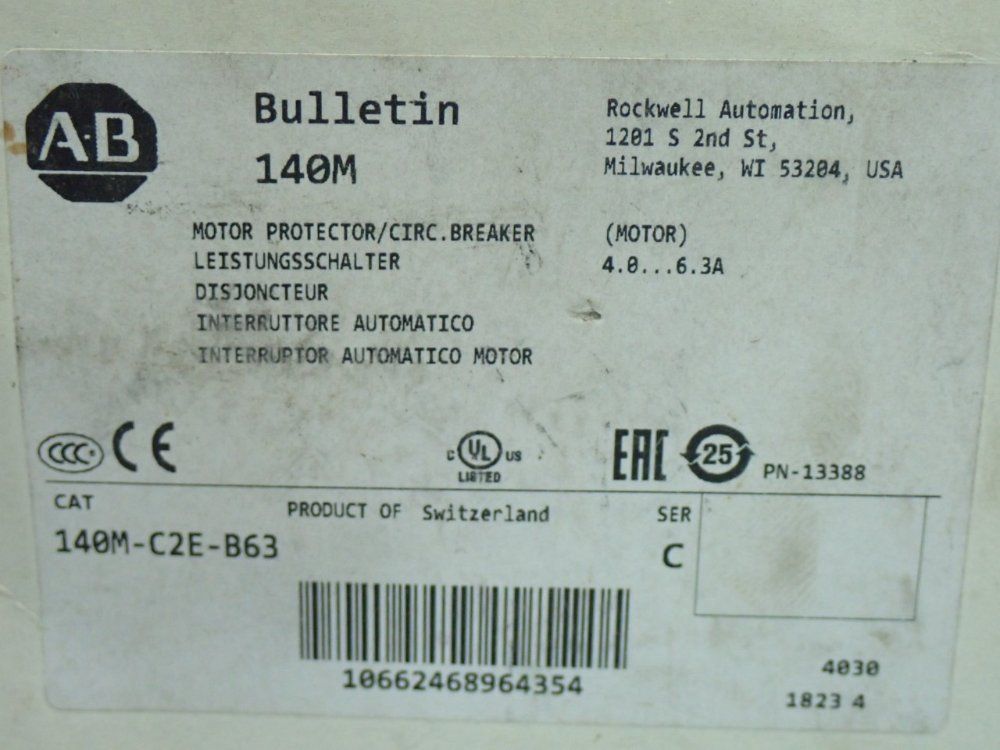 A-B
Bulletin
140M
Rockwell Automation,
1201 S 2nd St,
Milwaukee, WI 53204, USA
MOTOR PROTECTOR/CIRC.BREAKER
(MOTOR)
LEISTUNGSSCHALTER
4.0...6.3A
DISJONCTEUR
INTERRUTTORE AUTOMATICO
INTERRUPTOR AUTOMATICO MOTOR
CCC CE
C UL US
LISTED
EAC
25
PN-13388
CAT
PRODUCT OF Switzerland
SER
140M-C2E-B63
C
10662468964354
4030
1823 4